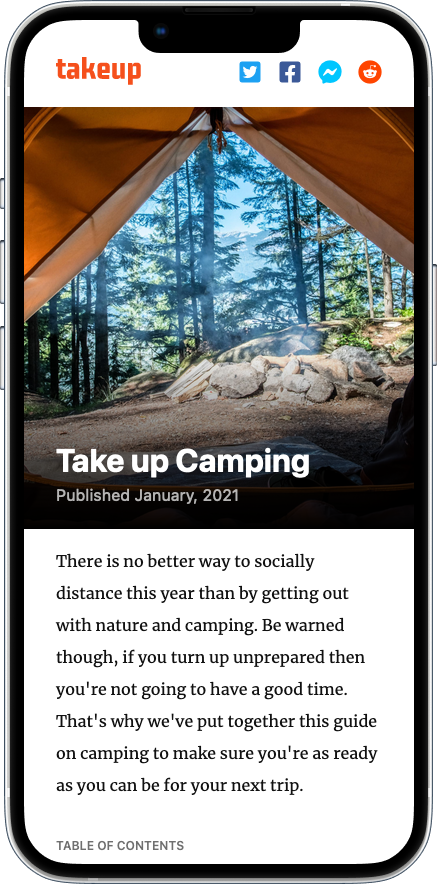 takeup
Take up Camping
Published January, 2021
There is no better way to socially
distance this year than by getting out
with nature and camping. Be warned
though, if you turn up unprepared then
you're not going to have a good time.
That's why we've put together this guide
on camping to make sure you're as ready
as you can be for your next trip.
TABLE OF CONTENTS